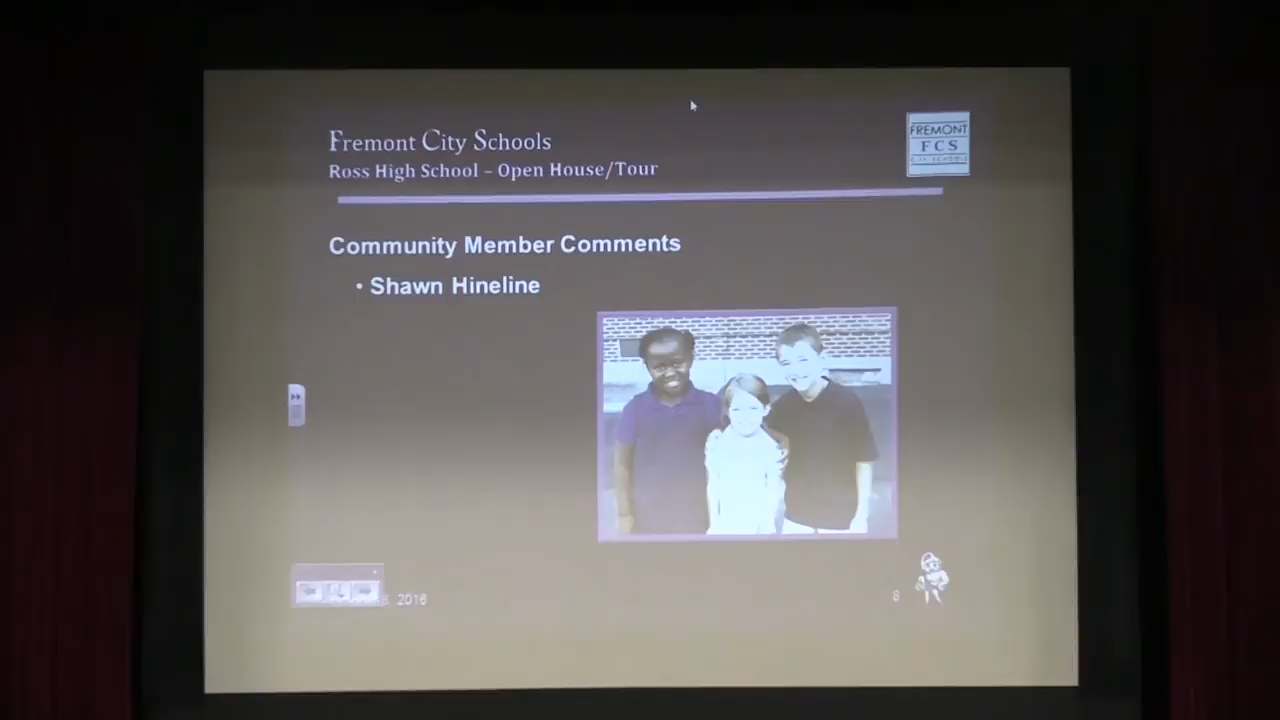 Fremont City Schools
Ross High School – Open House/Tour
FREMONT
FCS
CITY SCHOOLS
Community Member Comments
• Shawn Hineline
2016
8